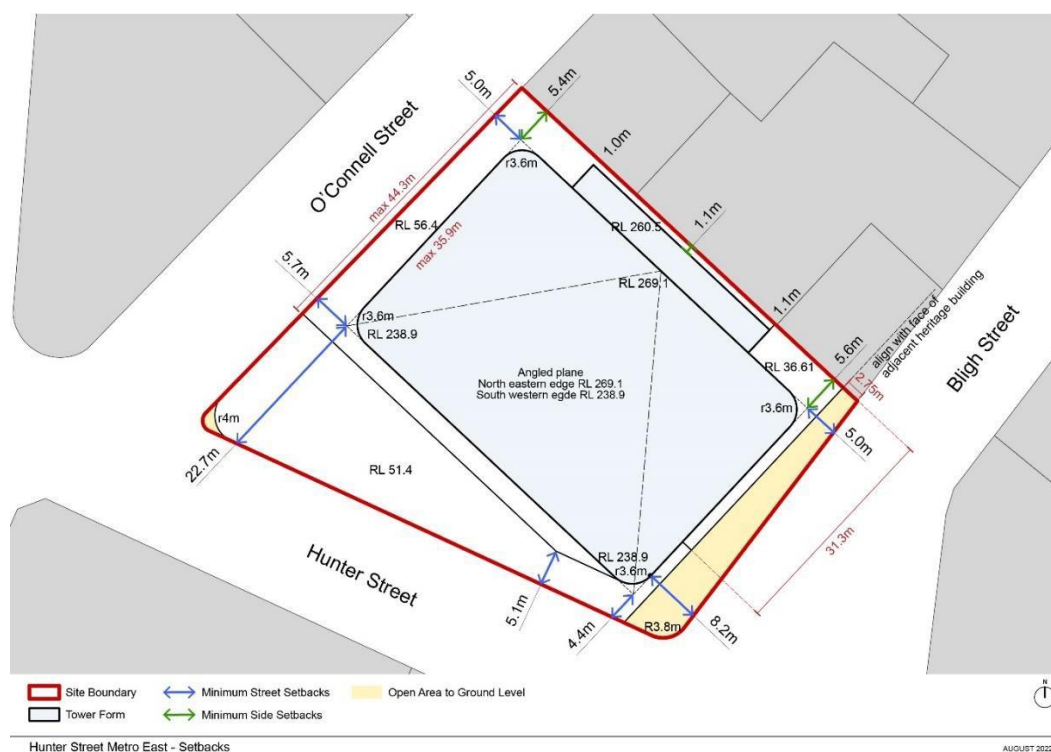 5.0m
5.4m
O'Connell Street
max 44.3m
r3.6m
1.0m
RL 56.4
max 35.9m
RL 260.5
1.1m
5.7m
RL 269.1
r3.6m
RL 238.9
1.1m
align with face of
adjacent heritage building
Bligh Street
5.6m
2.75m
RL 36.61
Angled plane
North eastern edge RL 269.1
South western egde RL 238.9
r3.6m
5.0m
r4m
22.7m
RL 51.4
31.3m
Hunter Street
RL 238.9
r3.6m
5.1m
4.4m
R3.8m
8.2m
Site Boundary
Minimum Street Setbacks
Open Area to Ground Level
Tower Form
Minimum Side Setbacks
N
Hunter Street Metro East - Setbacks
AUGUST 2022